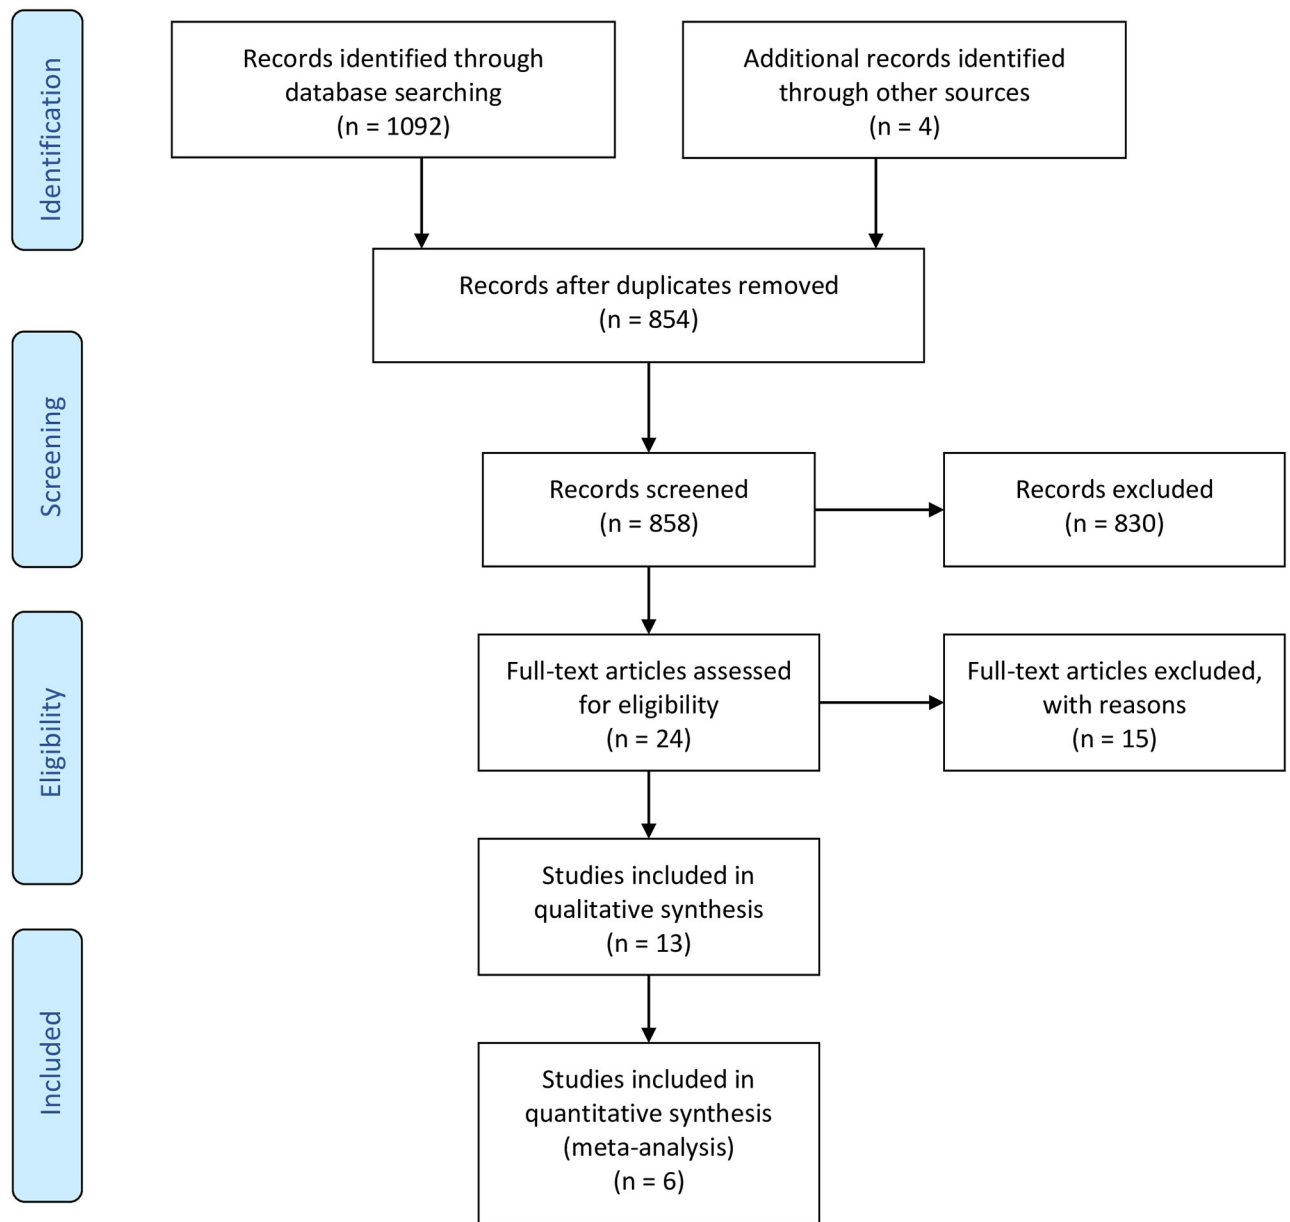 Identification
Records identified through
database searching
(n = 1092)
Additional records identified
through other sources
(n = 4)
Records after duplicates removed
(n = 854)
Screening
Records screened
(n = 858)
Records excluded
(n = 830)
Eligibility
Full-text articles assessed
for eligibility
(n = 24)
Full-text articles excluded,
with reasons
(n = 15)
Studies included in
qualitative synthesis
(n = 13)
Included
Studies included in
quantitative synthesis
(meta-analysis)
(n = 6)